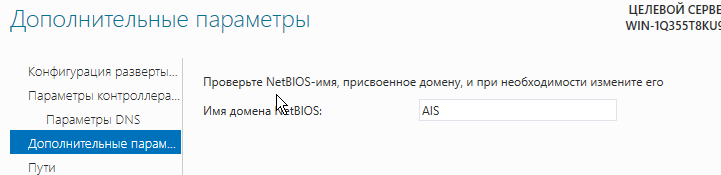 Дополнительные параметры
ЦЕЛЕВОЙ СЕРВЕ
WIN-1Q355T8KU9
Конфигурация разверты...
Параметры контроллера...
Параметры DNS
Дополнительные парам...
Пути
Проверьте NetBIOS-имя, присвоенное домену, и при необходимости измените его
Имя домена NetBIOS:
AIS